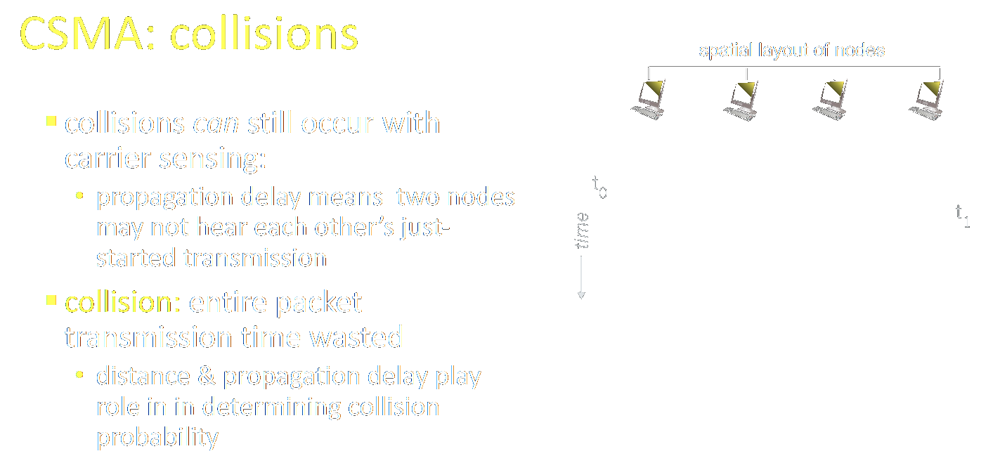 CSMA: collisions
spatial layout of nodes
▪ collisions can still occur with
carrier sensing:
• propagation delay means  two nodes
may not hear each other’s just-
started transmission
▪ collision: entire packet
transmission time wasted
• distance & propagation delay play
role in in determining collision
probability
t0
time
t1